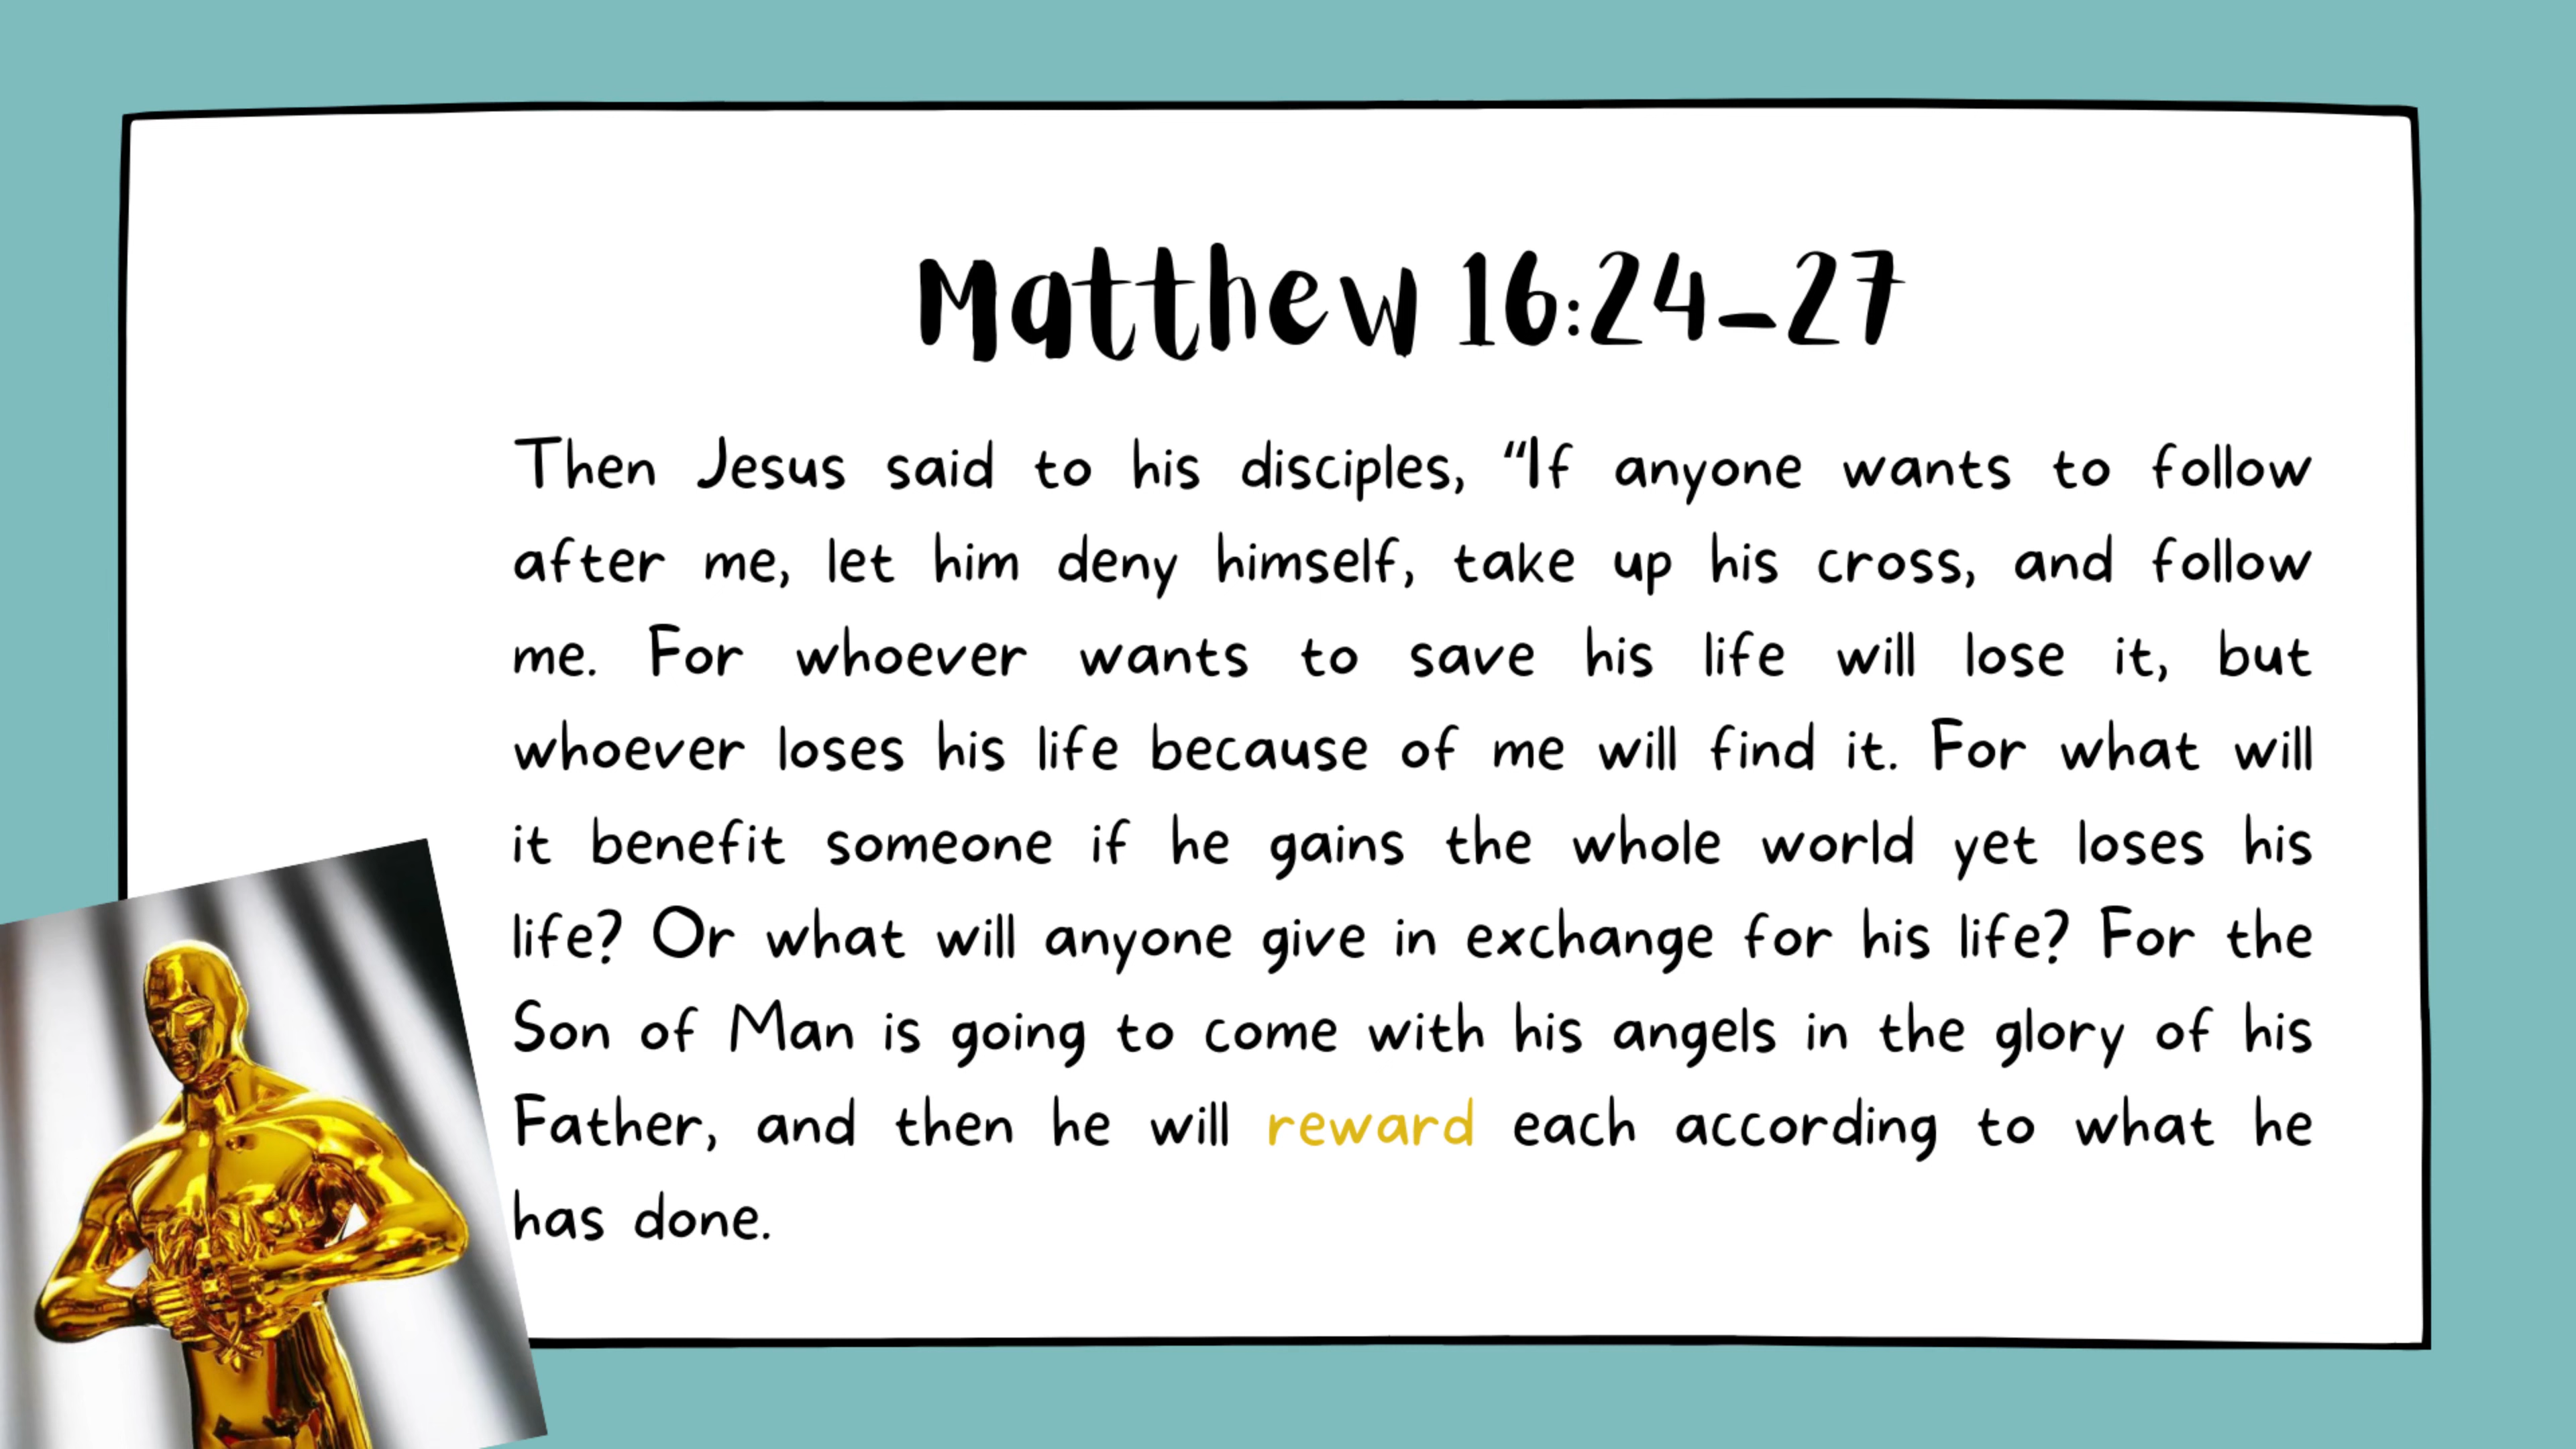 Matthew 16:24-27
Then Jesus said to his disciples, “If anyone wants to follow
after me, let him deny himself, take up his cross, and follow
me. For whoever wants to save his life will lose it, but
whoever loses his life because of me will find it. For what will
it benefit someone if he gains the whole world yet loses his
life? Or what will anyone give in exchange for his life? For the
Son of Man is going to come with his angels in the glory of his
Father, and then he will reward each according to what he
has done.